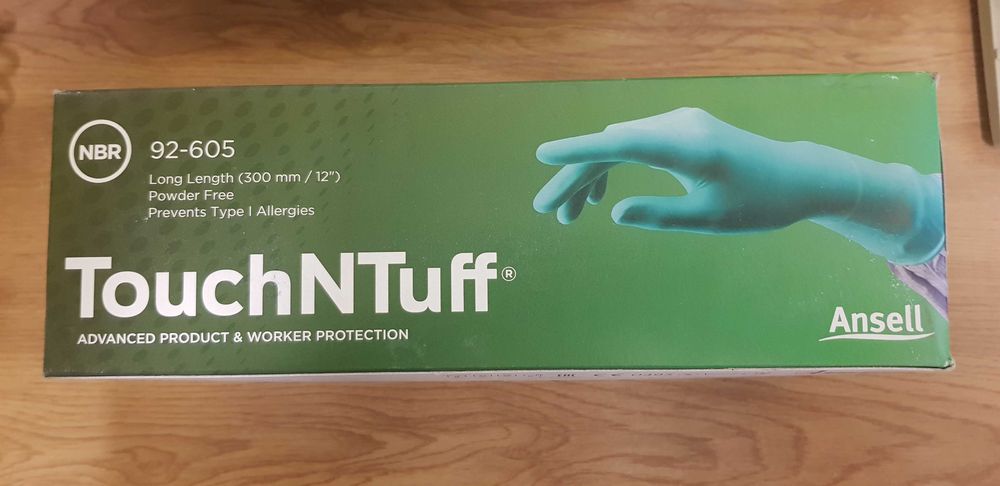 NBR
92-605
Long Length (300 mm / 12")
Powder Free
Prevents Type I Allergies
TouchNTuff®
ADVANCED PRODUCT & WORKER PROTECTION
Ansell